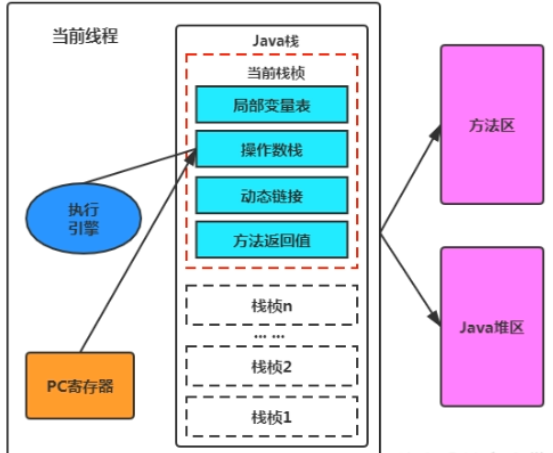 当前线程
Java栈
当前栈桢
局部变量表
操作数栈
动态链接
方法返回值
执行
引擎
栈桢n
... ...
栈桢2
栈桢1
PC寄存器
方法区
Java堆区